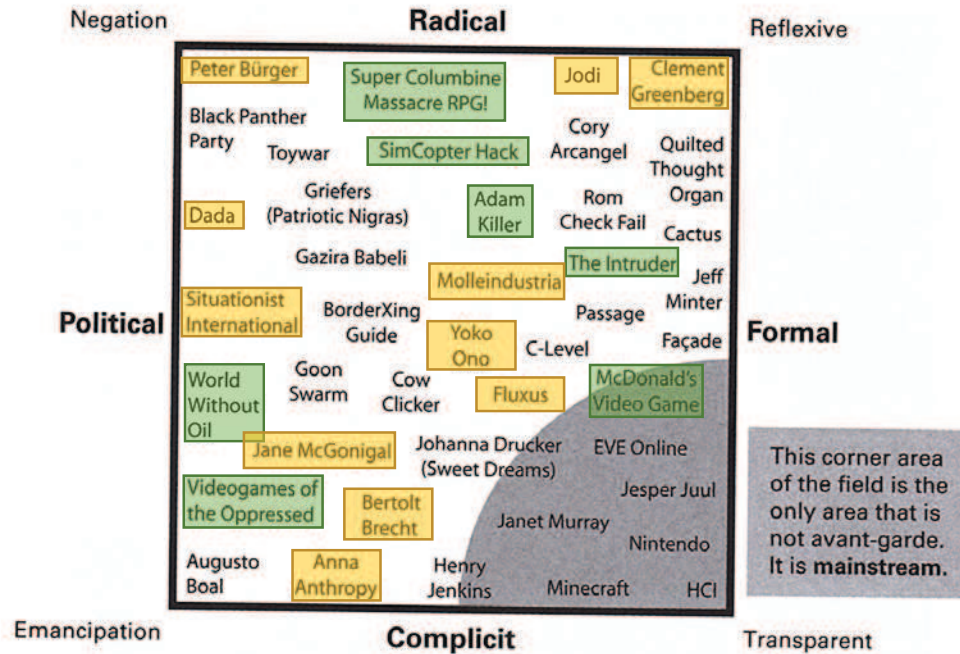 Negation
Radical
Reflexive
Peter Bürger
Super Columbine
Massacre RPG!
Jodi
Clement
Greenberg
Black Panther
Party
Toywar
SimCopter Hack
Cory
Arcangel
Quilted
Thought
Organ
Dada
Griefers
(Patriotic Nigras)
Adam
Killer
Rom
Check Fail
Cactus
Gazira Babeli
Molleindustria
The Intruder
Jeff
Minter
Political
Situationist
International
BorderXing
Guide
Yoko
Ono
Passage
C-Level
Façade
Formal
World
Without
Oil
Goon
Swarm
Cow
Clicker
Fluxus
McDonald's
Video Game
Jane McGonigal
Johanna Drucker
(Sweet Dreams)
EVE Online
Videogames of
the Oppressed
Bertolt
Brecht
Janet Murray
Jesper Juul
Nintendo
Augusto
Boal
Anna
Anthropy
Henry
Jenkins
Minecraft
HCI
This corner area
of the field is the
only area that is
not avant-garde.
It is mainstream.
Emancipation
Complicit
Transparent